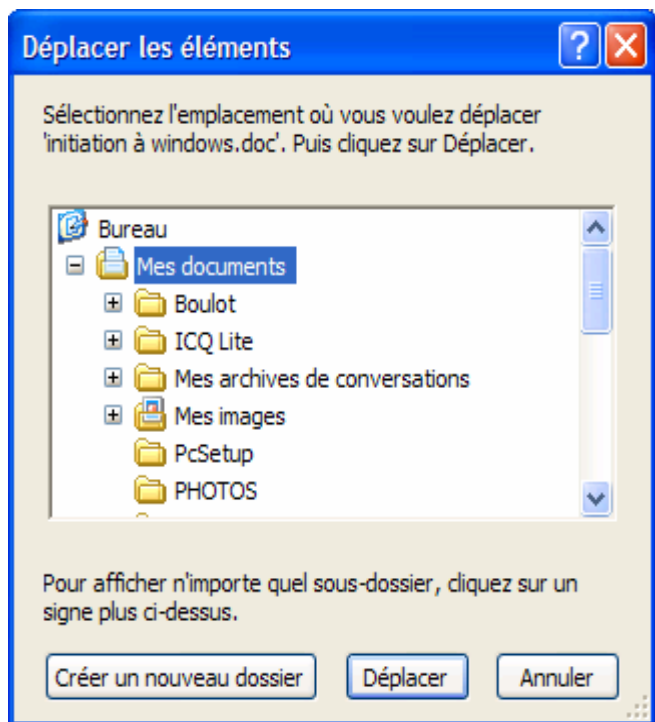 Déplacer les éléments
Sélectionnez l'emplacement où vous voulez déplacer
'initiation à windows.doc'. Puis cliquez sur Déplacer.
Bureau
Mes documents
Boulot
ICQ Lite
Mes archives de conversations
Mes images
PcSetup
PHOTOS
Pour afficher n'importe quel sous-dossier, cliquez sur un
signe plus ci-dessus.
Créer un nouveau dossier Déplacer Annuler